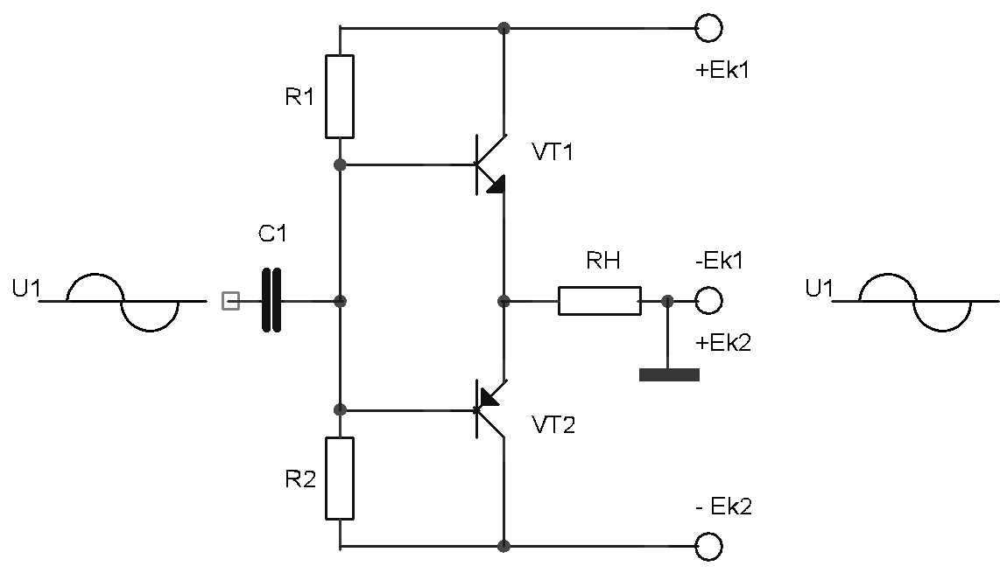 +Ek1
R1
VT1
C1
RH
-Ek1
U1
U1
+Ek2
VT2
R2
- Ek2